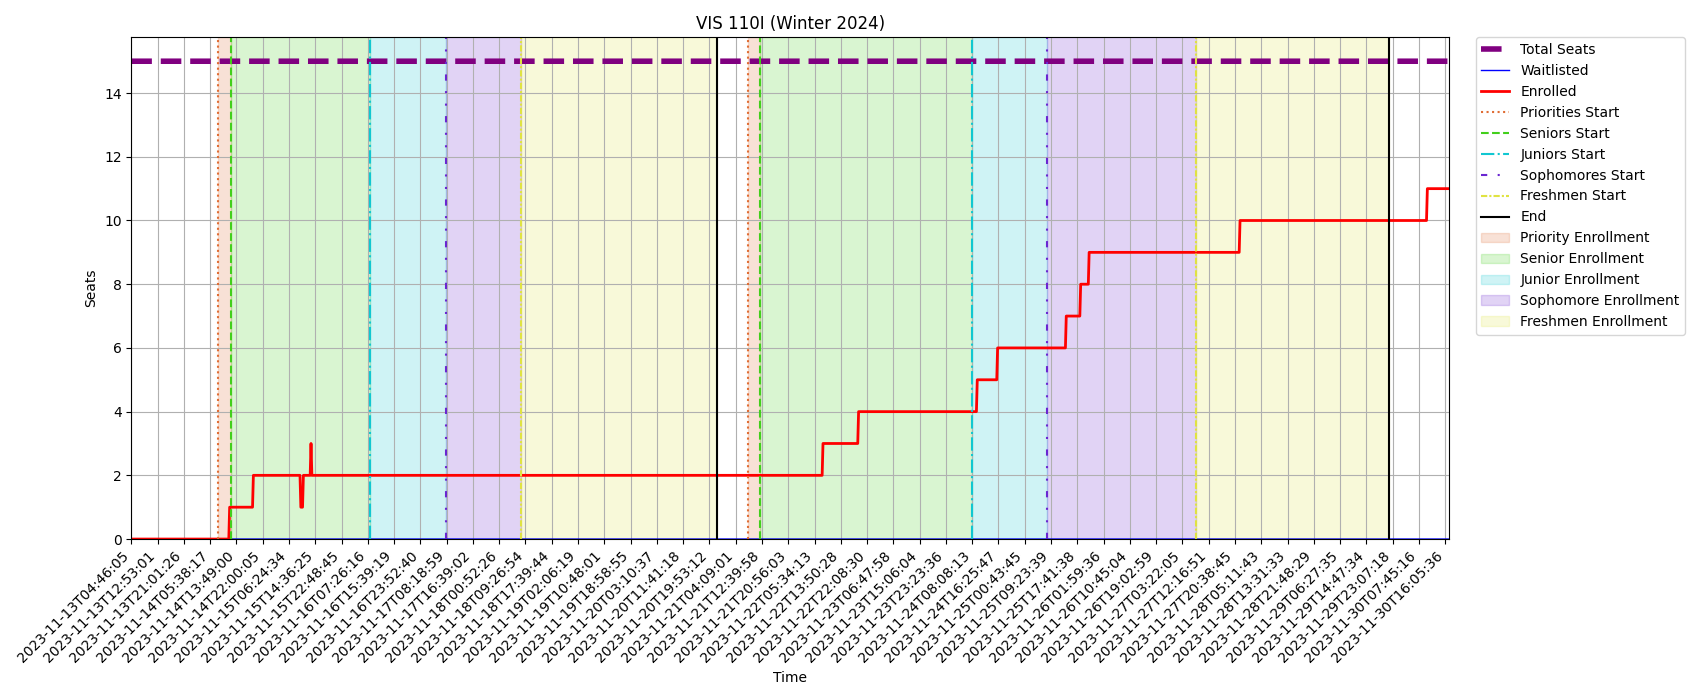 VIS 110I (Winter 2024)
Seats
14
12
10
8
6
4
2
0
2023-11-13T04:46:05
2023-11-13T12:53:01
2023-11-13T21:01:26
2023-11-14T05:38:17
2023-11-14T13:49:00
2023-11-14T22:00:05
2023-11-15T06:24:34
2023-11-15T14:36:25
2023-11-15T22:48:45
2023-11-16T07:26:16
2023-11-16T15:39:19
2023-11-16T23:52:40
2023-11-17T08:18:59
2023-11-17T16:39:02
2023-11-18T00:52:26
2023-11-18T09:26:54
2023-11-18T17:39:44
2023-11-19T02:06:19
2023-11-19T10:48:01
2023-11-19T18:58:55
2023-11-20T03:10:37
2023-11-20T11:41:18
2023-11-20T19:53:12
2023-11-21T04:09:01
2023-11-21T12:39:58
2023-11-21T20:56:03
2023-11-22T05:34:13
2023-11-22T13:50:28
2023-11-22T22:08:30
2023-11-23T06:47:58
2023-11-23T15:06:04
2023-11-23T23:23:36
2023-11-24T08:08:13
2023-11-24T16:25:47
2023-11-25T00:43:45
2023-11-25T09:23:39
2023-11-25T17:41:38
2023-11-26T01:59:36
2023-11-26T10:45:04
2023-11-26T19:02:59
2023-11-27T03:22:05
2023-11-27T12:16:51
2023-11-27T20:38:45
2023-11-28T05:11:43
2023-11-28T13:31:33
2023-11-28T21:48:29
2023-11-29T06:27:35
2023-11-29T14:47:34
2023-11-29T23:07:18
2023-11-30T07:45:16
2023-11-30T16:05:36
Time
Total Seats
Waitlisted
Enrolled
Priorities Start
Seniors Start
Juniors Start
Sophomores Start
Freshmen Start
End
Priority Enrollment
Senior Enrollment
Junior Enrollment
Sophomore Enrollment
Freshmen Enrollment